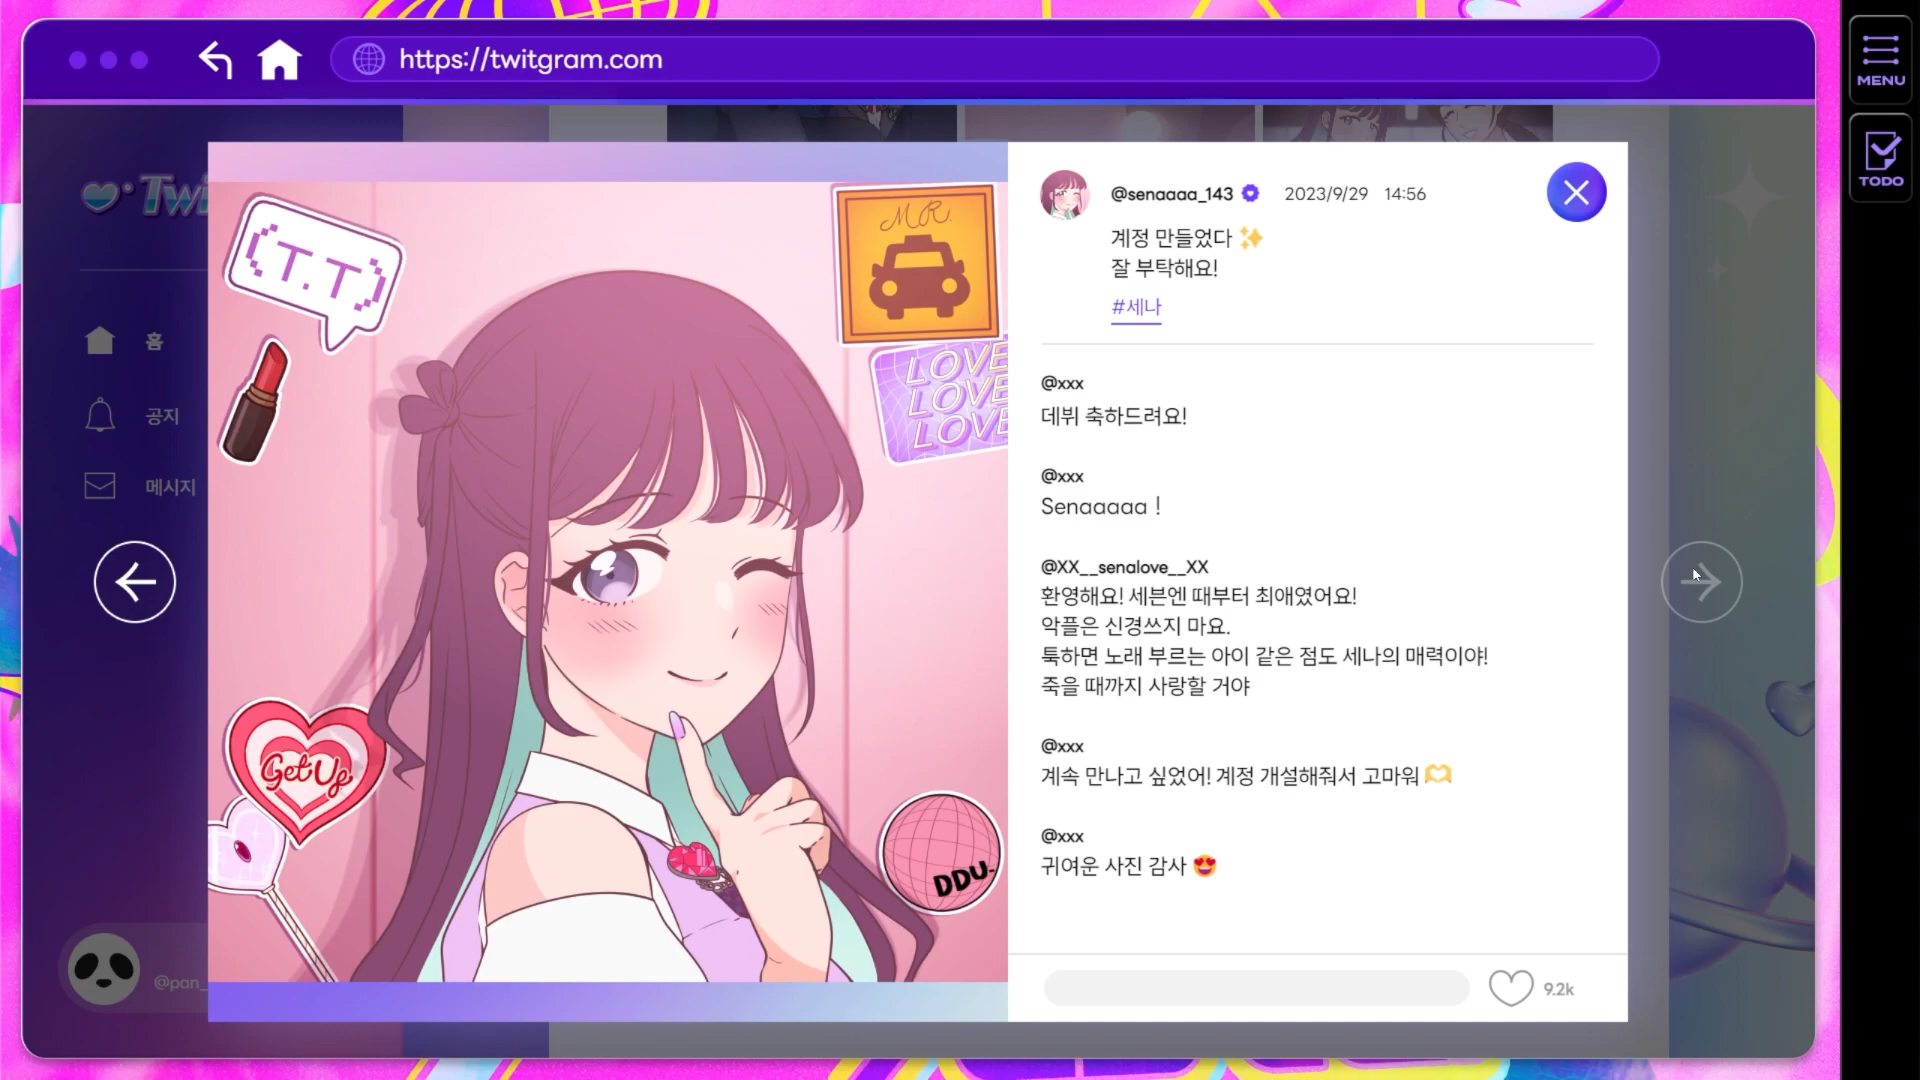 https://twitgram.com
MENU
TODO
Twi
홈
공지
메시지
@pan_
(T.T)
MR.
LOVE
LOVE
LOVE
Get Up
DDU-
@senaaaa_143 2023/9/29 14:56
계정 만들었다 ✨
잘 부탁해요!
#세나
@xxx
데뷔 축하드려요!
@xxx
Senaaaaa !
@XX__senalove__XX
환영해요! 세븐엔 때부터 최애였어요!
악플은 신경쓰지 마요.
툭하면 노래 부르는 아이 같은 점도 세나의 매력이야!
죽을 때까지 사랑할 거야
@xxx
계속 만나고 싶었어! 계정 개설해줘서 고마워 🫶
@xxx
귀여운 사진 감사 😍
9.2k